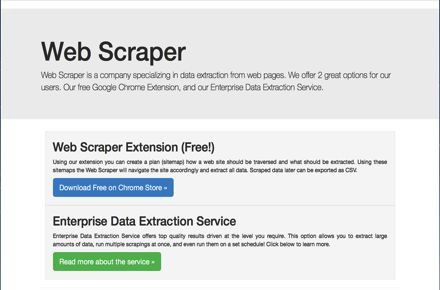 Web Scraper
Web Scraper is a company specializing in data extraction from web pages. We offer 2 great options for our
users. Our free Google Chrome Extension, and our Enterprise Data Extraction Service.
Web Scraper Extension (Free!)
Using our extension you can create a plan (sitemap) how a web site should be traversed and what should be extracted. Using these
sitemaps the Web Scraper will navigate the site accordingly and extract all data. Scraped data later can be exported as CSV.
Download Free on Chrome Store »
Enterprise Data Extraction Service
Enterprise Data Extraction Service offers top quality results driven at the level you require. This option allows you to extract large
amounts of data, run multiple scrapings at once, and even run them on a set schedule! Click below to learn more.
Read more about the service »